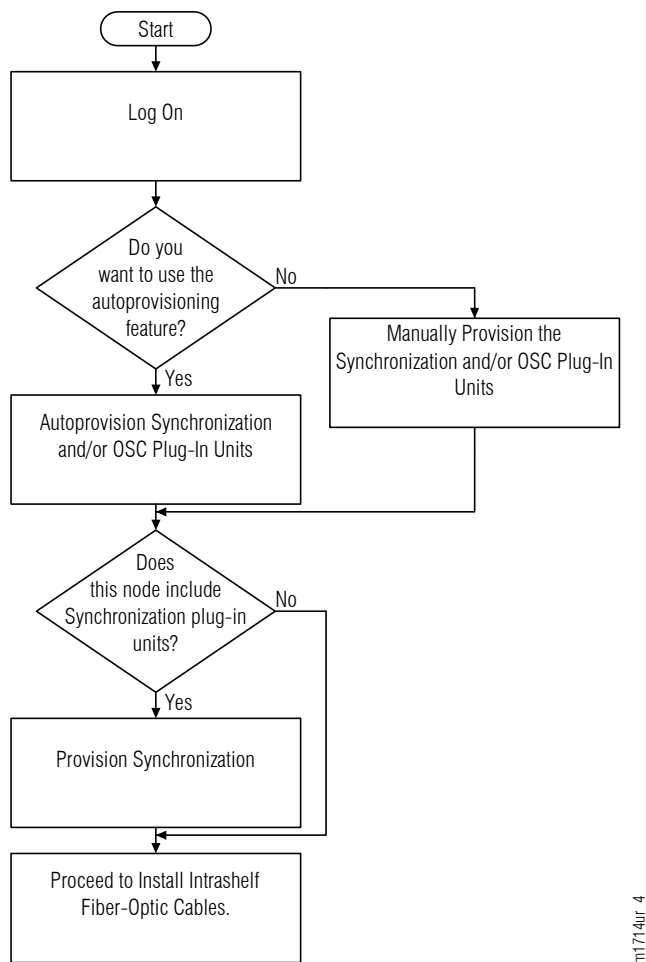 Start
Log On
Do you
want to use the
autoprovisioning
feature?
No
Yes
Manually Provision the
Synchronization and/or OSC Plug-In
Units
Autoprovision Synchronization
and/or OSC Plug-In Units
Does
this node include
Synchronization plug-in
units?
No
Yes
Provision Synchronization
Proceed to Install Intrashelf
Fiber-Optic Cables.
m1714ur_4